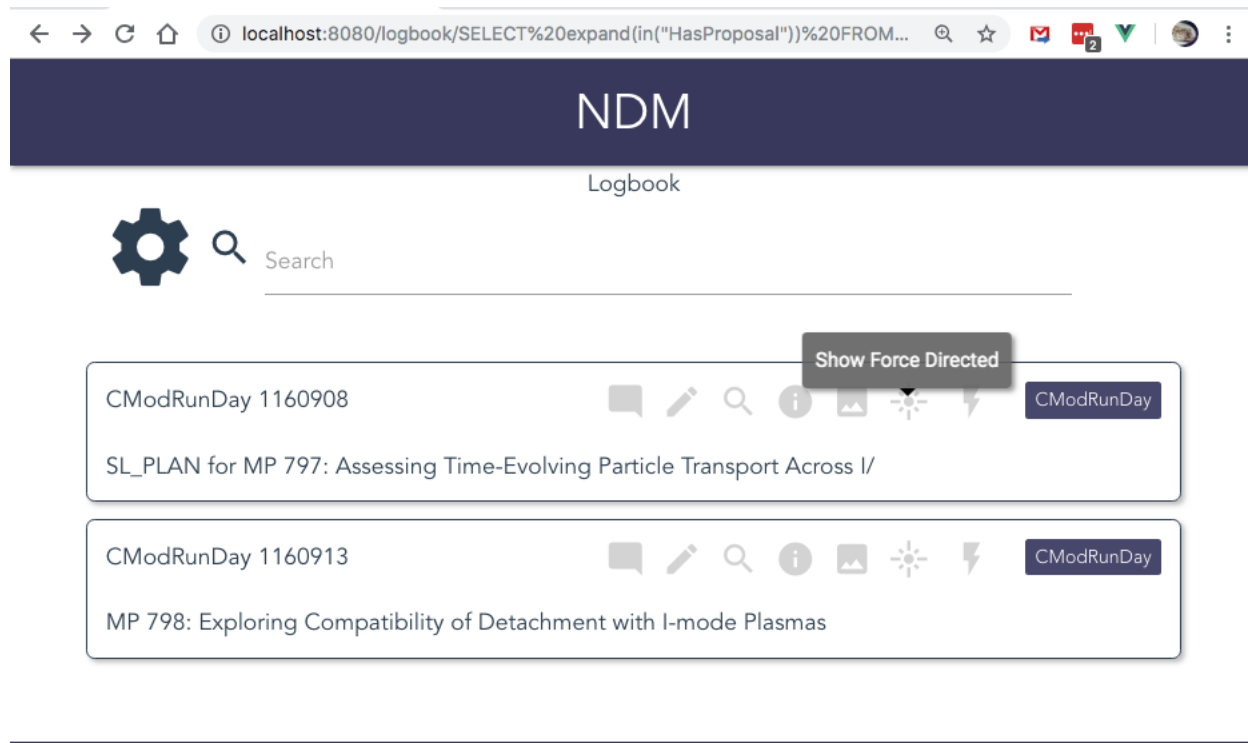 localhost:8080/logbook/SELECT%20expand(in("HasProposal"))%20FROM...
2
NDM
Logbook
Search
Show Force Directed
CModRunDay 1160908
CModRunDay
SL_PLAN for MP 797: Assessing Time-Evolving Particle Transport Across I/
CModRunDay 1160913
CModRunDay
MP 798: Exploring Compatibility of Detachment with I-mode Plasmas